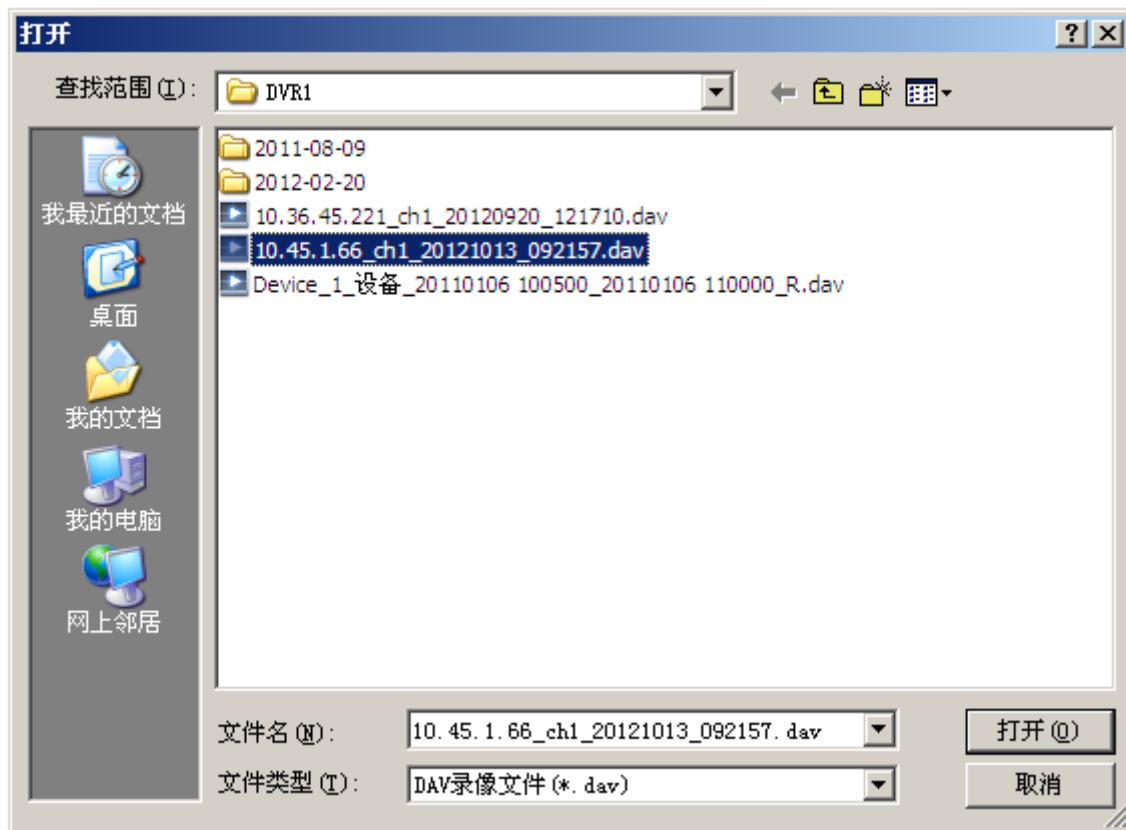 打开
查找范围(I): DVR1
2011-08-09
2012-02-20
10.36.45.221_ch1_20120920_121710.dav
10.45.1.66_ch1_20121013_092157.dav
Device_1_设备_20110106 100500_20110106 110000_R.dav
我最近的文档
桌面
我的文档
我的电脑
网上邻居
文件名(N): 10.45.1.66_ch1_20121013_092157.dav 打开(O)
文件类型(T): DAV录像文件(*.dav) 取消